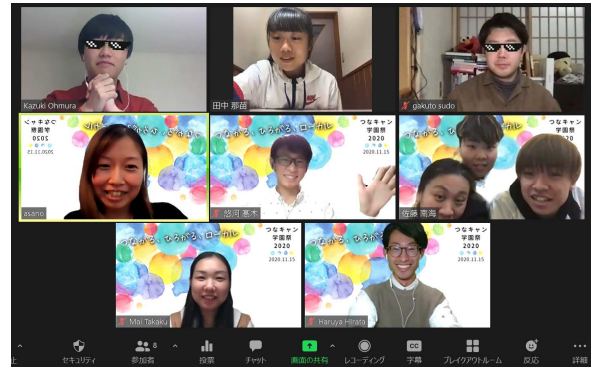 Kazuki Ohmura
田中 那苗
gakuto sudo
つなキャン
学園祭
2020
2020.11.15
asano
つながる、ひろがる、ローカル
つなキャン
学園祭
2020
2020.11.15
悠河 髙木
つなキャン
学園祭
2020
2020.11.15
佐藤 南海
つながる、ひろがる、ローカル
つなキャン
学園祭
2020
2020.11.15
Moi Takaku
つながる、ひろが
つなキャン
学園祭
2020
2020.11.15
Haruya Hirata
止
セキュリティ
8
参加者
投票
チャット
画面の共有
レコーディング
CC
字幕
ブレイクアウトルーム
反応
詳細